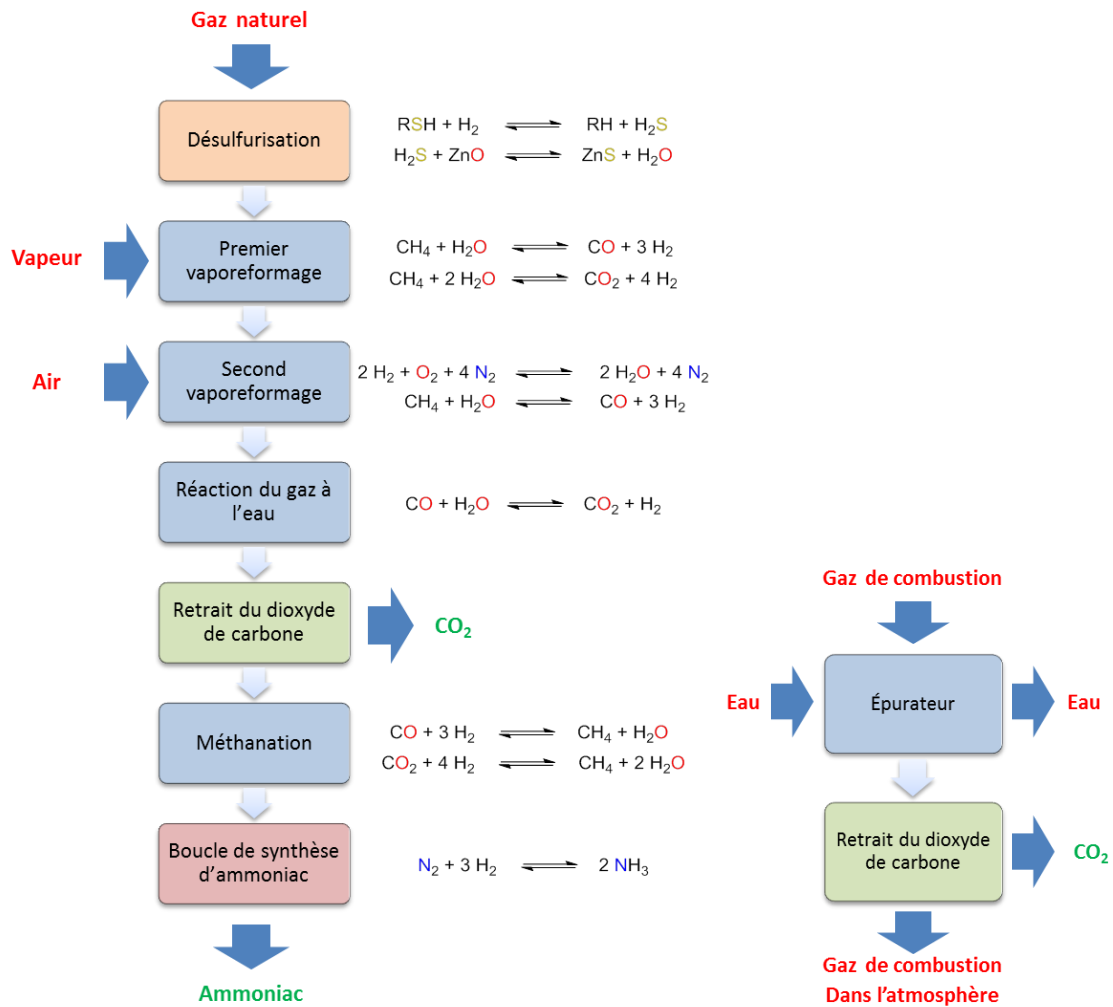 Gaz naturel
Désulfurisation
RSH + H₂ ⇌ RH + H₂S
H₂S + ZnO ⇌ ZnS + H₂O
Vapeur
Premier
vaporeformage
CH₄ + H₂O ⇌ CO + 3 H₂
CH₄ + 2 H₂O ⇌ CO₂ + 4 H₂
Air
Second
vaporeformage
2 H₂ + O₂ + 4 N₂ ⇌ 2 H₂O + 4 N₂
CH₄ + H₂O ⇌ CO + 3 H₂
Réaction du gaz à
l’eau
CO + H₂O ⇌ CO₂ + H₂
Retrait du dioxyde
de carbone
CO₂
Méthanation
CO + 3 H₂ ⇌ CH₄ + H₂O
CO₂ + 4 H₂ ⇌ CH₄ + 2 H₂O
Boucle de synthèse
d’ammoniac
N₂ + 3 H₂ ⇌ 2 NH₃
Ammoniac
Gaz de combustion
Eau
Épurateur
Eau
Retrait du dioxyde
de carbone
CO₂
Gaz de combustion
Dans l’atmosphère